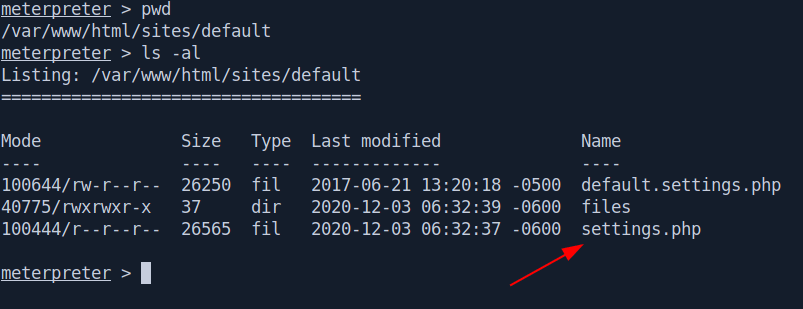 meterpreter > pwd
/var/www/html/sites/default
meterpreter > ls -al
Listing: /var/www/html/sites/default
====================================
Mode              Size   Type  Last modified              Name
----              ----   ----  -------------              ----
100644/rw-r--r--  26250  fil   2017-06-21 13:20:18 -0500  default.settings.php
40775/rwxrwxr-x   37     dir   2020-12-03 06:32:39 -0600  files
100444/r--r--r--  26565  fil   2020-12-03 06:32:37 -0600  settings.php
meterpreter >